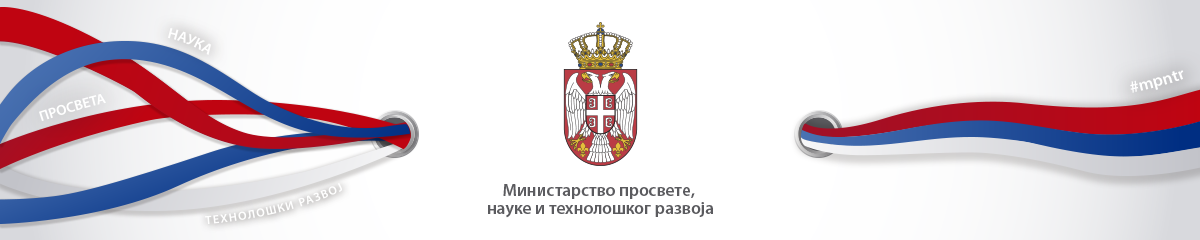 НАУКА
ПРОСВЕТА
ТЕХНОЛОШКИ РАЗВОЈ
Министарство просвете,
науке и технолошког развоја
#mpntr